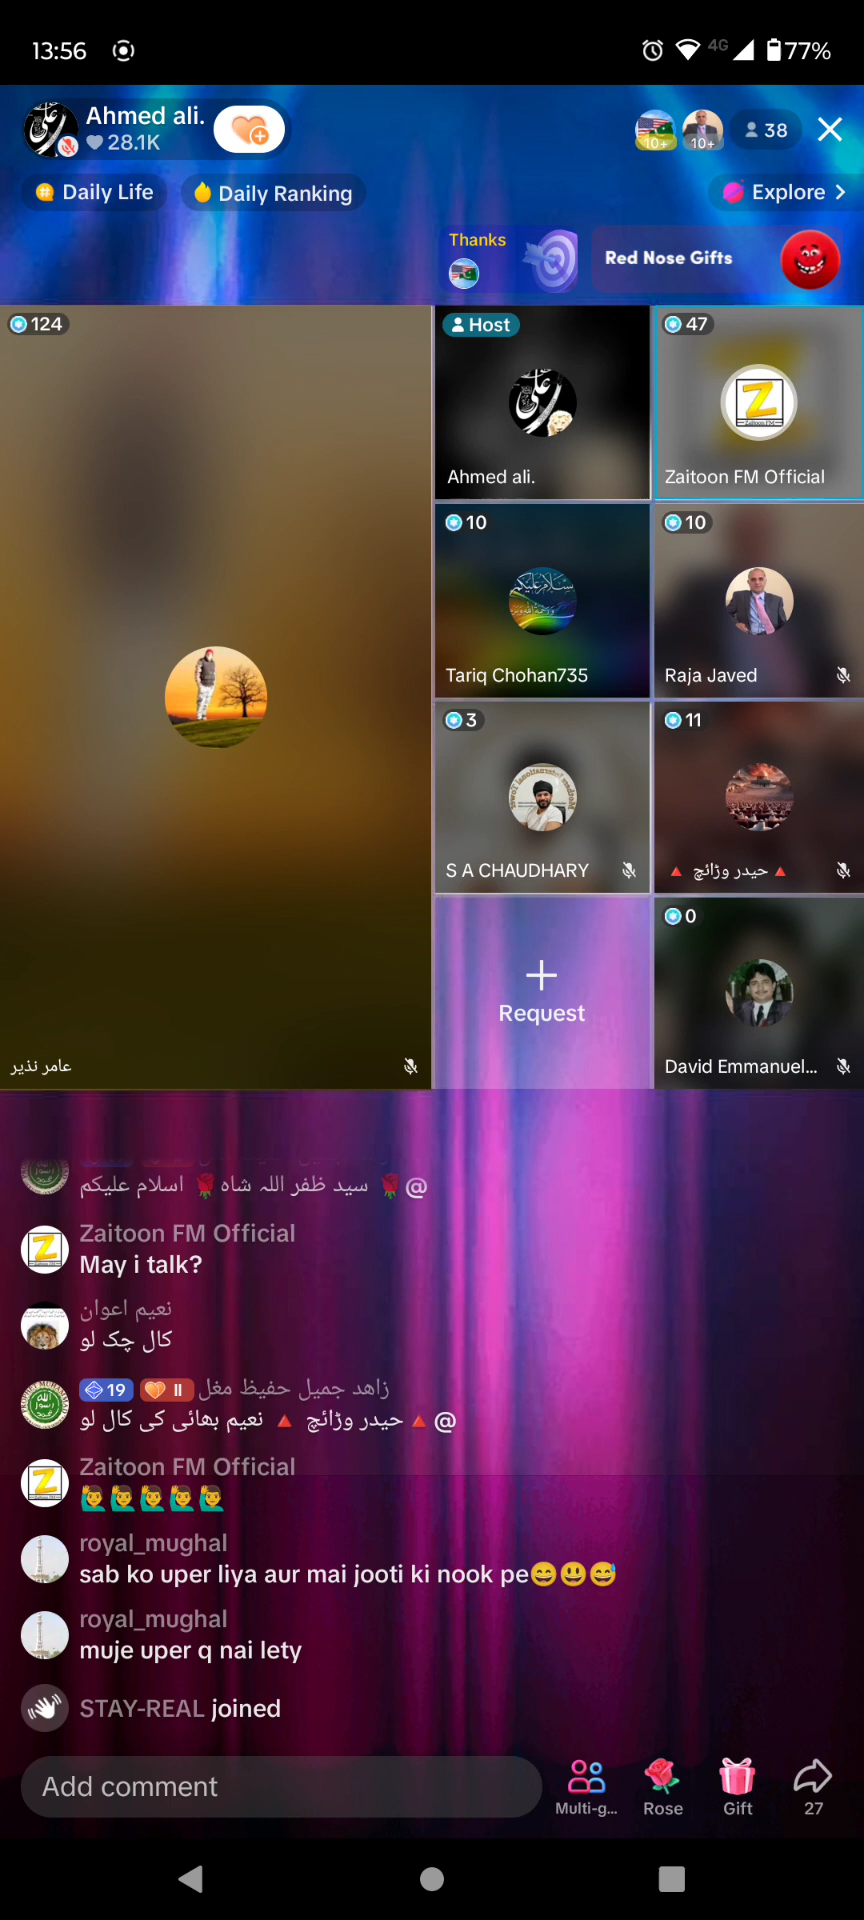 13:56
4G
77%
Ahmed ali.
28.1K
10+
10+
38
Daily Life
Daily Ranking
Explore
Thanks
Red Nose Gifts
124
Host
Ahmed ali.
47
Z
Zaitoon FM
Zaitoon FM Official
10
Tariq Chohan735
10
Raja Javed
3
S A CHAUDHARY
11
🔺 حیدر وڑائچ 🔺
عامر نذیر
Request
0
David Emmanuel...
@🌹 سید ظفر اللہ شاہ🌹 اسلام علیکم
Zaitoon FM Official
May i talk?
نعیم اعوان
کال چک لو
19 II زاھد جمیل حفیظ مغل
@🔺حیدر وڑائچ 🔺 نعیم بھائی کی کال لو
Zaitoon FM Official
🙋‍♂️🙋‍♂️🙋‍♂️🙋‍♂️🙋‍♂️
royal_mughal
sab ko uper liya aur mai jooti ki nook pe😄😃😅
royal_mughal
muje uper q nai lety
STAY-REAL joined
Add comment
Multi-g...
Rose
Gift
27